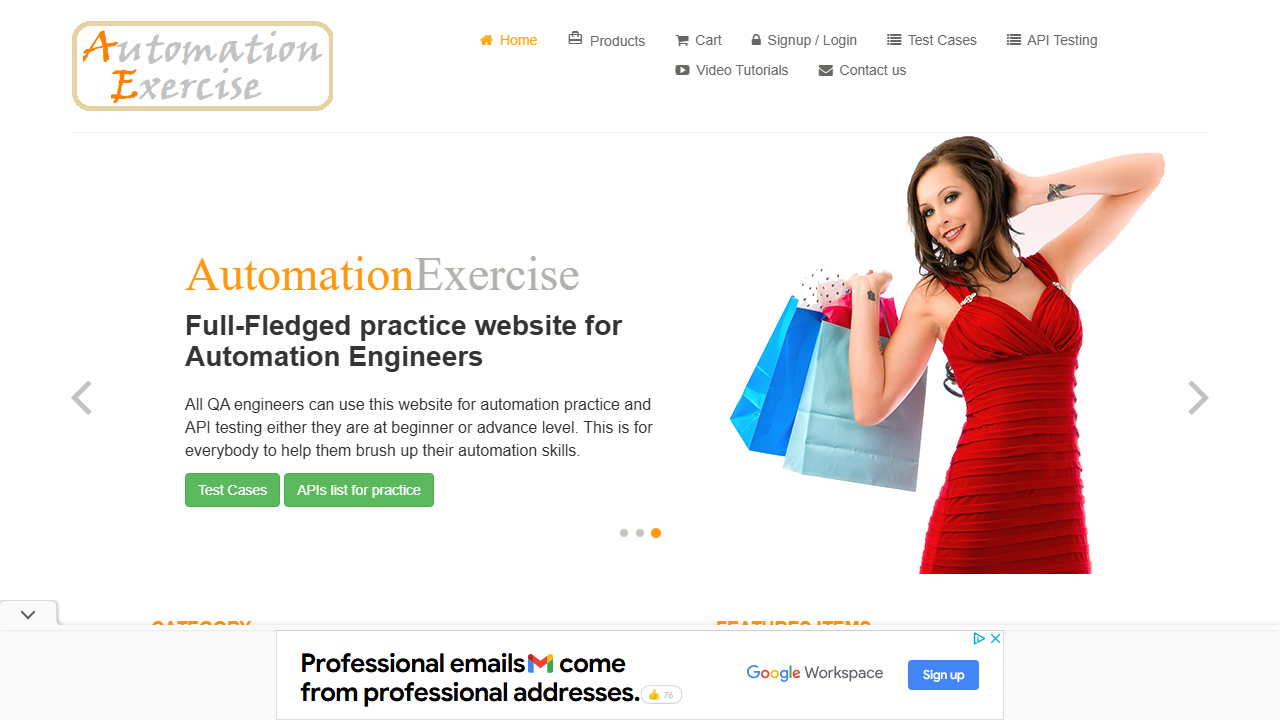 Automation
Exercise
Home
Products
Cart
Signup / Login
Test Cases
API Testing
Video Tutorials
Contact us
AutomationExercise
Full-Fledged practice website for
Automation Engineers
All QA engineers can use this website for automation practice and
API testing either they are at beginner or advance level. This is for
everybody to help them brush up their automation skills.
Test Cases
APIs list for practice
CATEGORY
FEATURES ITEMS
Professional emails come
from professional addresses.
76
Google Workspace
Sign up